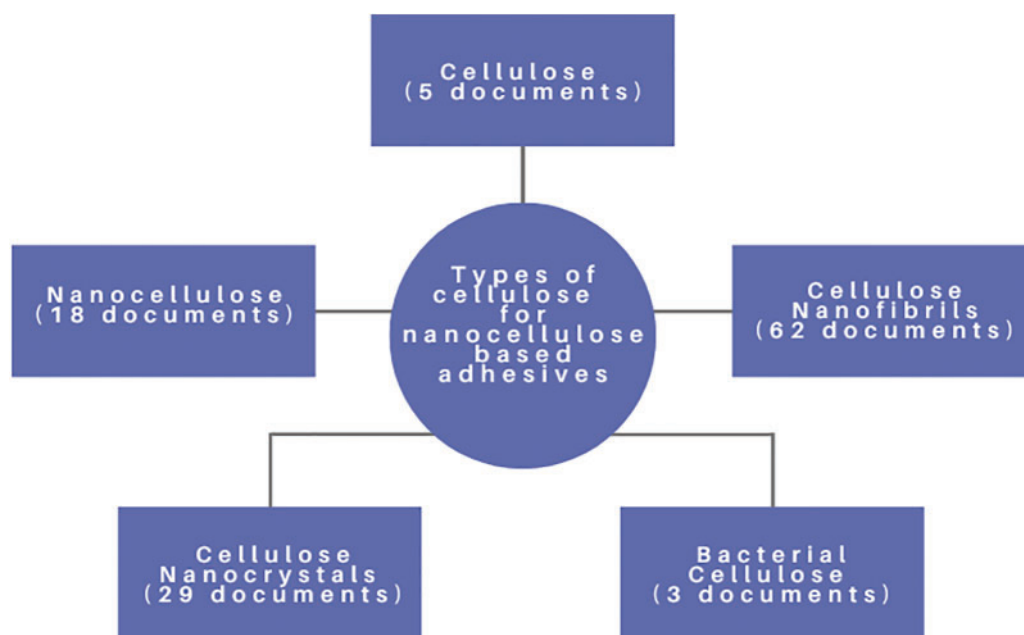 Cellulose
(5 documents)
Nanocellulose
(18 documents)
Types of
cellulose
for
nanocellulose
based
adhesives
Cellulose
Nanofibrils
(62 documents)
Cellulose
Nanocrystals
(29 documents)
Bacterial
Cellulose
(3 documents)